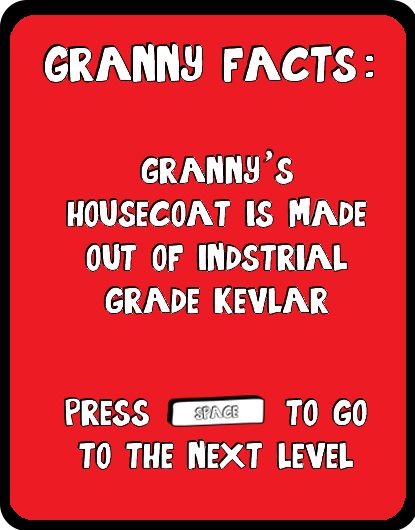 GRANNY FACTS:
GRANNY'S
HOUSECOAT IS MADE
OUT OF INDSTRIAL
GRADE KEVLAR
PRESS SPACE TO GO
TO THE NEXT LEVEL